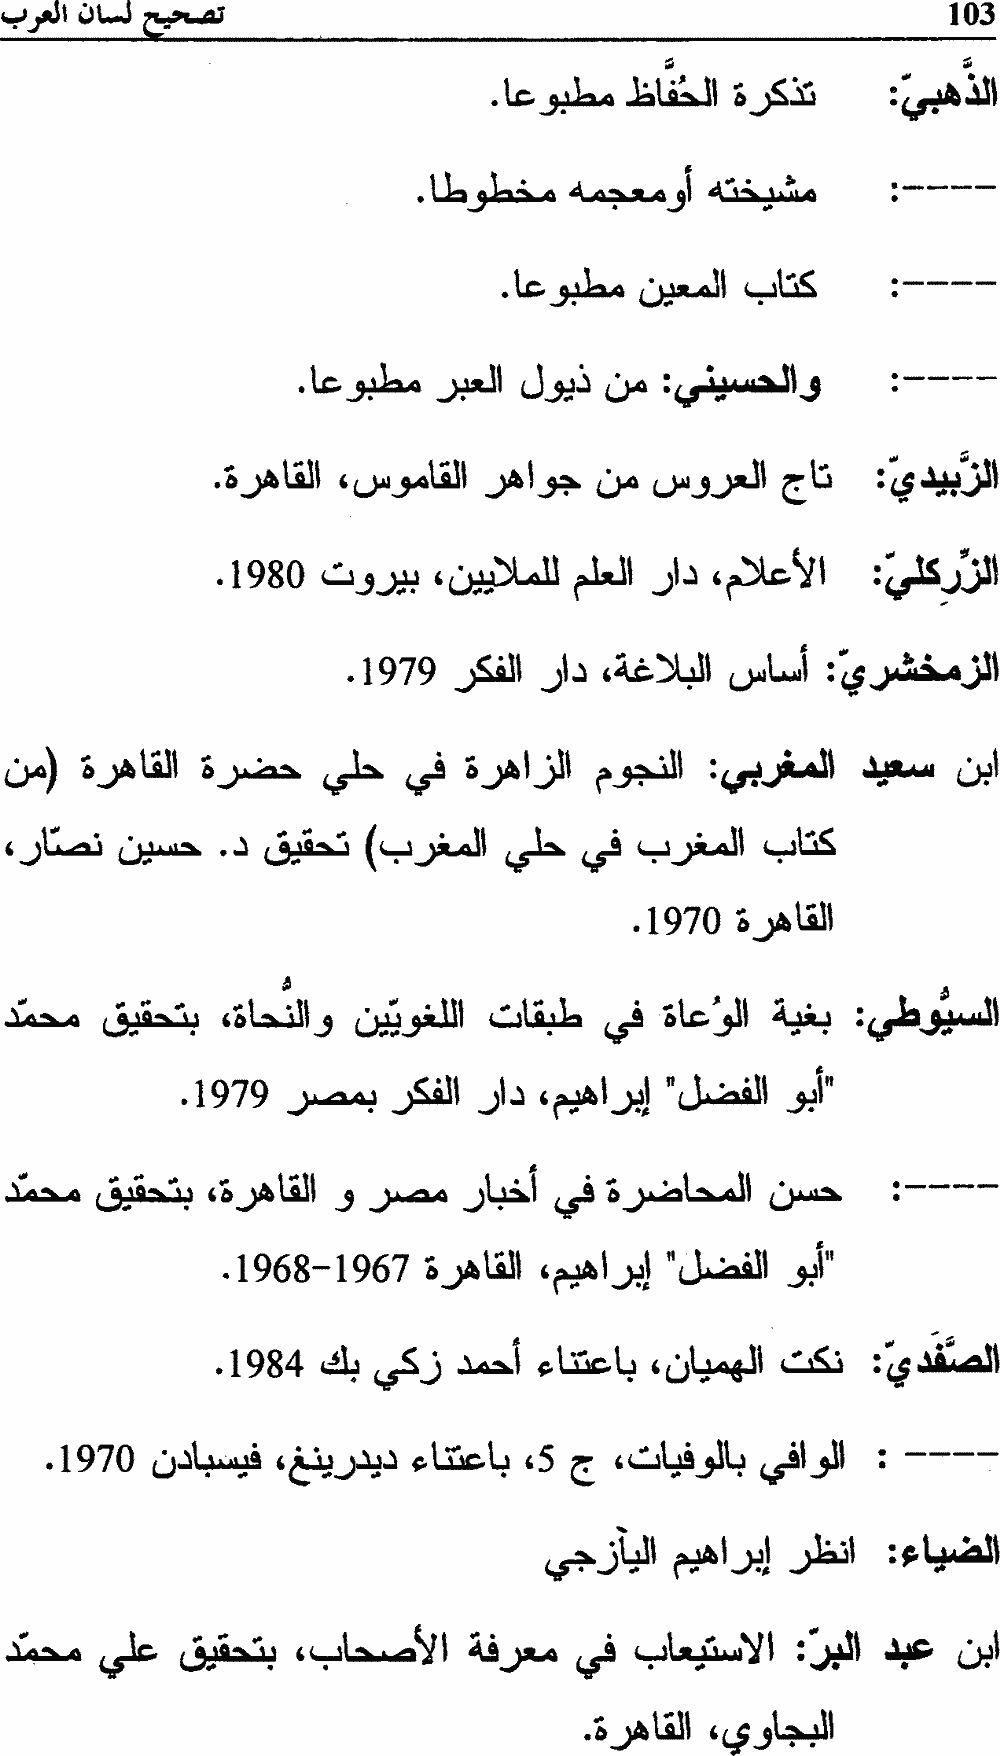 103 تصحيح لسان العرب
الذَّهبيّ: تذكرة الحُفَّاظ مطبوعا.
----: مشيخته أومعجمه مخطوطا.
----: كتاب المعين مطبوعا.
----: والحسيني: من ذيول العبر مطبوعا.
الزَّبيديّ: تاج العروس من جواهر القاموس، القاهرة.
الزِّرِكليّ: الأعلام، دار العلم للملايين، بيروت 1980.
الزمخشريّ: أساس البلاغة، دار الفكر 1979.
ابن سعيد المغربي: النجوم الزاهرة في حلي حضرة القاهرة (من
كتاب المغرب في حلي المغرب) تحقيق د. حسين نصّار،
القاهرة 1970.
السيُّوطي: بغية الوُعاة في طبقات اللغويّين والنُّحاة، بتحقيق محمّد
"أبو الفضل" إبراهيم، دار الفكر بمصر 1979.
----: حسن المحاضرة في أخبار مصر و القاهرة، بتحقيق محمّد
"أبو الفضل" إبراهيم، القاهرة 1967-1968.
الصَّفَديّ: نكت الهميان، باعتناء أحمد زكي بك 1984.
---- : الوافي بالوفيات، ج 5، باعتناء ديدرينغ، فيسبادن 1970.
الضياء: انظر إبراهيم اليازجي
ابن عبد البرّ: الاستيعاب في معرفة الأصحاب، بتحقيق علي محمّد
البجاوي، القاهرة.